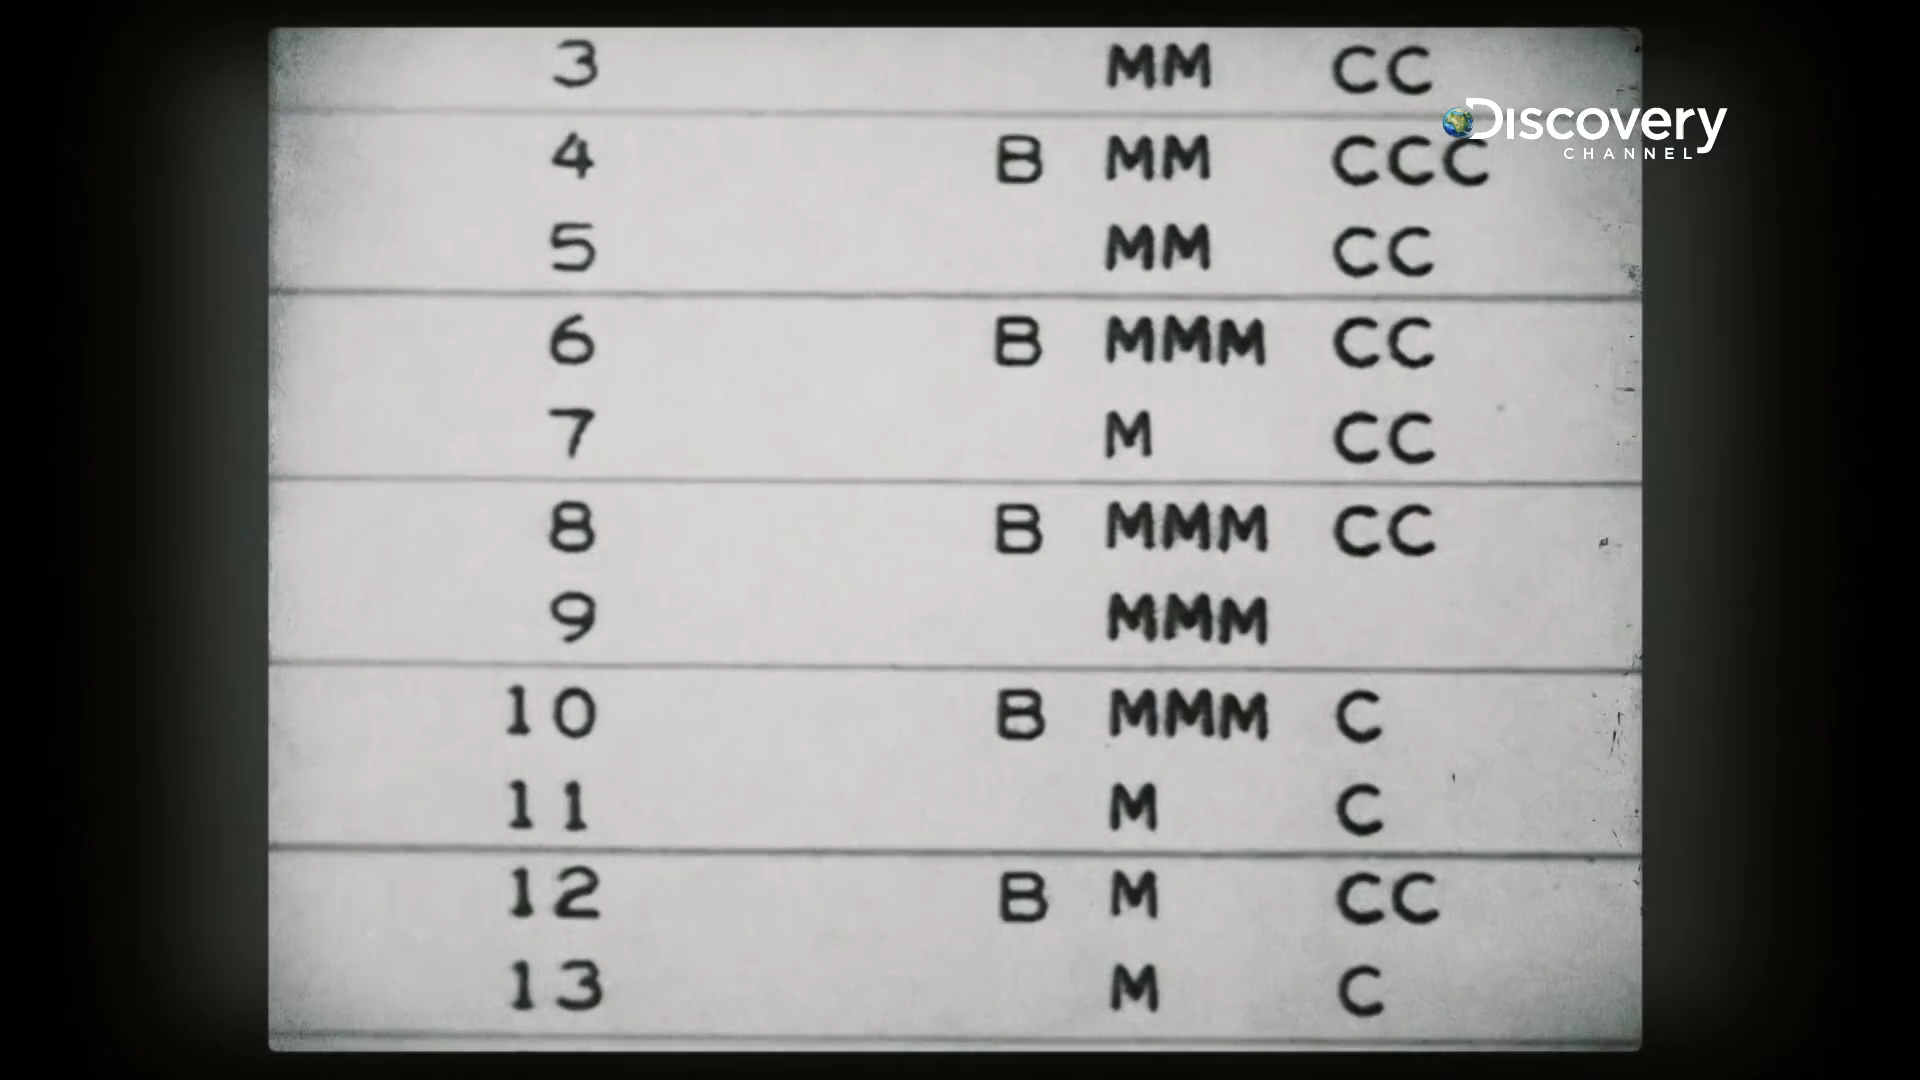 3 MM CC
Discovery
CHANNEL
4 B MM CCC
5 MM CC
6 B MMM CC
7 M CC
8 B MMM CC
9 MMM
10 B MMM C
11 M C
12 B M CC
13 M C